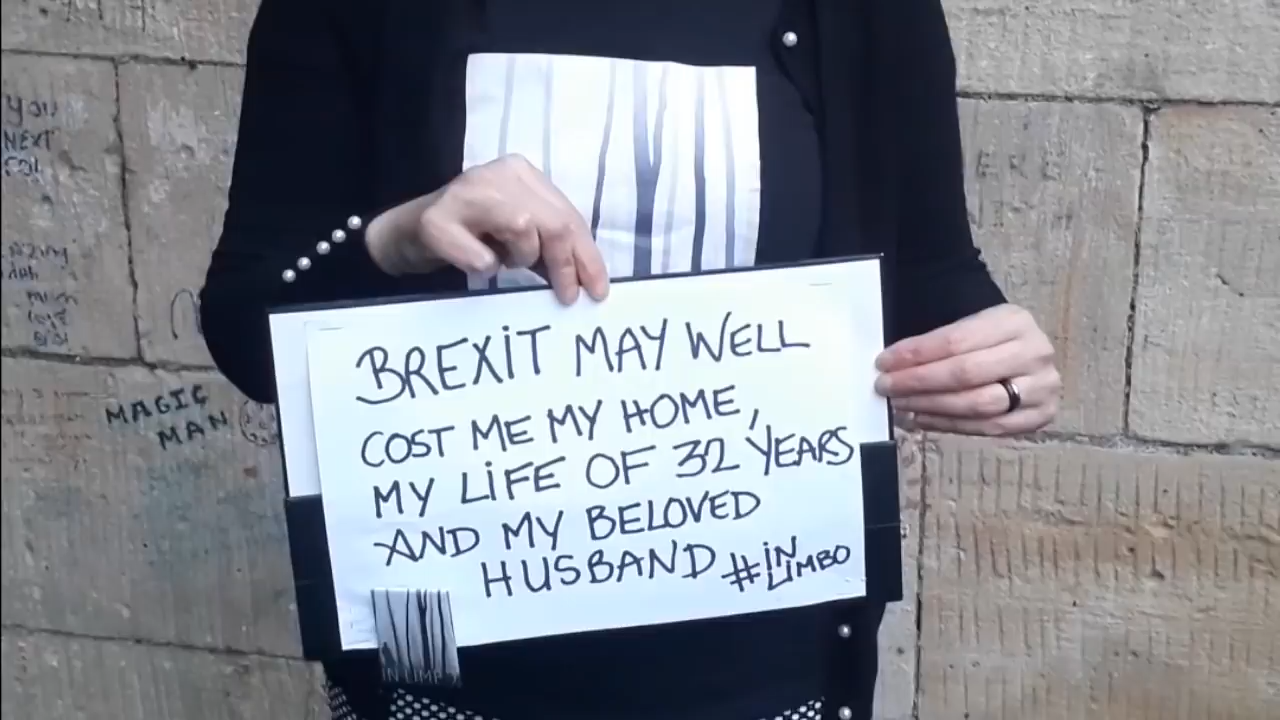 BREXIT MAY WELL
COST ME MY HOME,
MY LIFE OF 32 YEARS
AND MY BELOVED
HUSBAND #iN LIMBO
YOU
NEXT
MAGIC
MAN
ERE